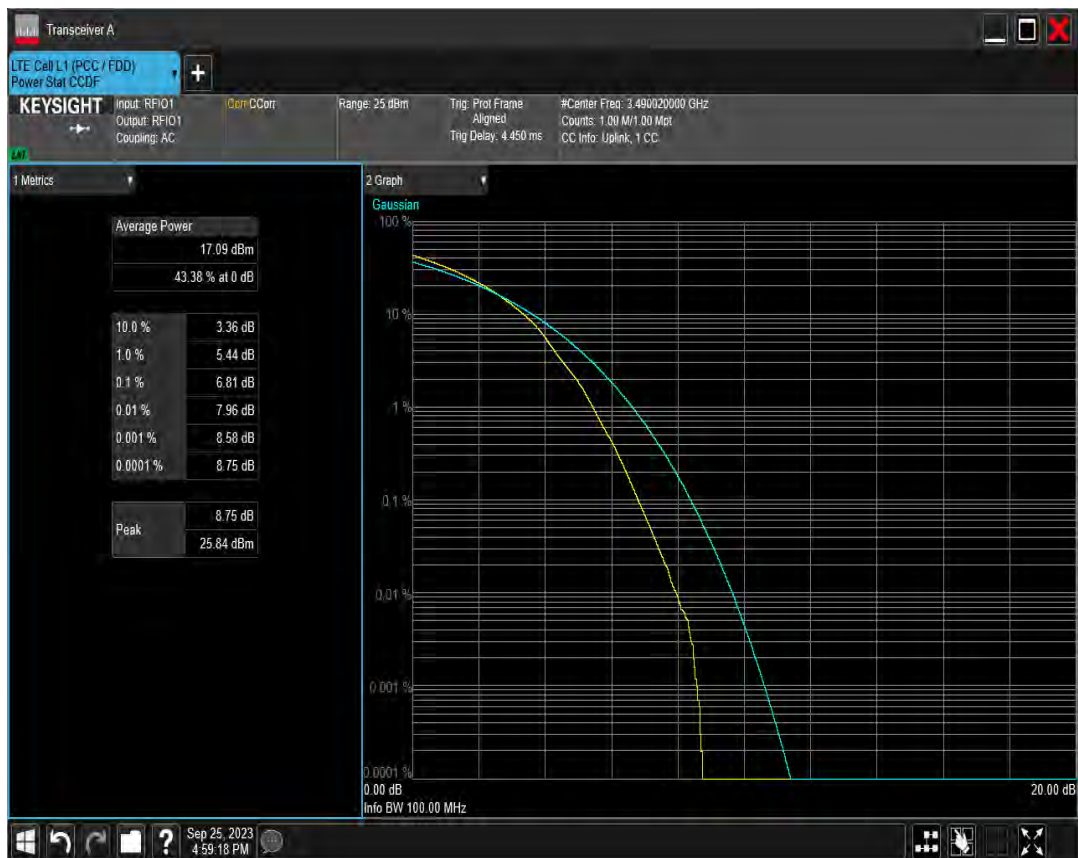 Transceiver A
LTE Cell L1 (PCC / FDD)
Power Stat CCDF
+
KEYSIGHT
Input: RFIO1
Output: RFIO1
Coupling: AC
Corr CCorr
Range: 25 dBm
Trig: Prot Frame
Aligned
Trig Delay: 4.450 ms
#Center Freq: 3.490020000 GHz
Counts: 1.00 M/1.00 Mpt
CC Info: Uplink, 1 CC
LXI
1 Metrics
Average Power
17.09 dBm
43.38 % at 0 dB
10.0 % 3.36 dB
1.0 % 5.44 dB
0.1 % 6.81 dB
0.01 % 7.96 dB
0.001 % 8.58 dB
0.0001 % 8.75 dB
Peak
8.75 dB
25.84 dBm
2 Graph
Gaussian
100 %
10 %
1 %
0.1 %
0.01 %
0.001 %
0.0001 %
0.00 dB 20.00 dB
Info BW 100.00 MHz
?
Sep 25, 2023
4:59:18 PM